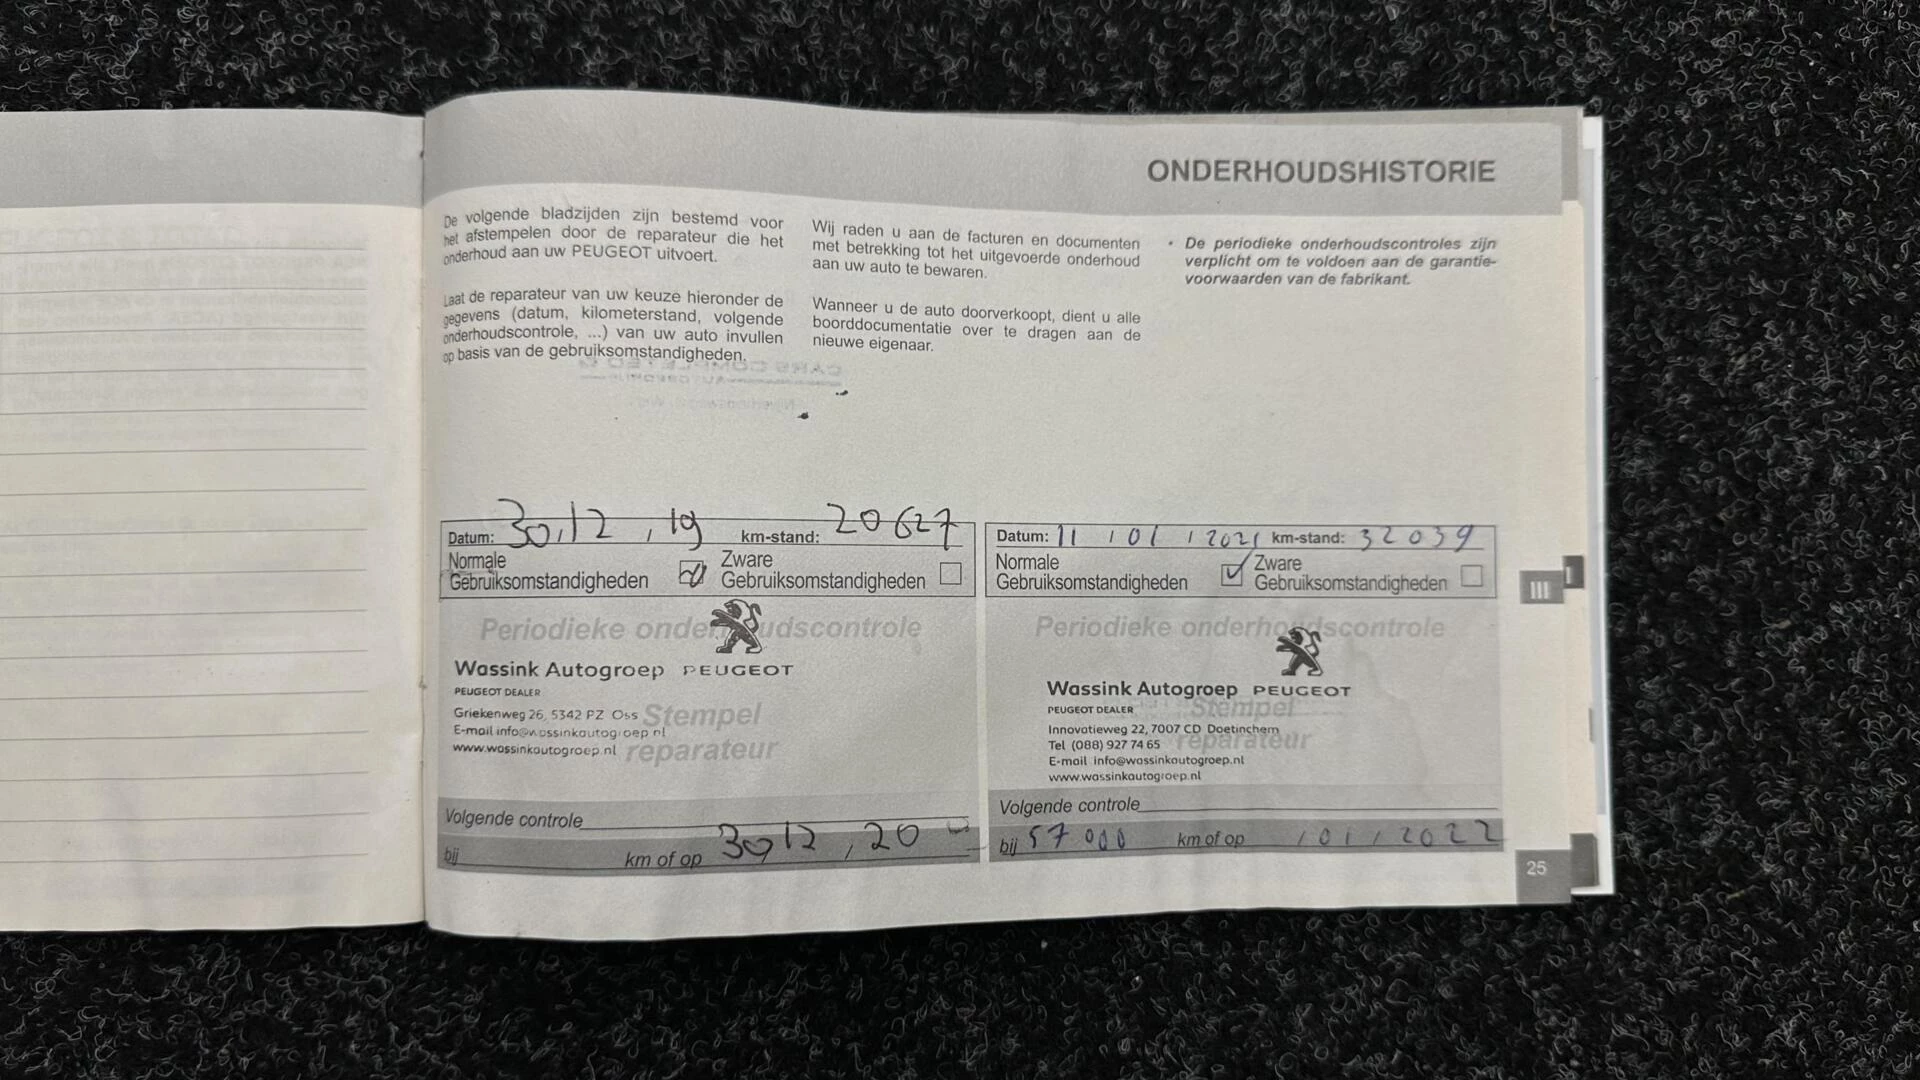 ONDERHOUDSHISTORIE
De volgende bladzijden zijn bestemd voor
het afstempelen door de reparateur die het
onderhoud aan uw PEUGEOT uitvoert.
Laat de reparateur van uw keuze hieronder de
gegevens (datum, kilometerstand, volgende
onderhoudscontrole, ...) van uw auto invullen
op basis van de gebruiksomstandigheden.
Wij raden u aan de facturen en documenten
met betrekking tot het uitgevoerde onderhoud
aan uw auto te bewaren.
Wanneer u de auto doorverkoopt, dient u alle
boorddocumentatie over te dragen aan de
nieuwe eigenaar.
• De periodieke onderhoudscontroles zijn
verplicht om te voldoen aan de garantie-
voorwaarden van de fabrikant.
Datum: 30, 12, 19 km-stand: 20627
Normale
Gebruiksomstandigheden
Zware
Gebruiksomstandigheden
Periodieke onderhoudscontrole
Wassink Autogroep PEUGEOT
PEUGEOT DEALER
Griekenweg 26, 5342 PZ Oss
Stempel
E-mail info@wassinkautogroep nl
www.wassinkautogroep.nl
reparateur
Volgende controle
bij km of op 30 12, 20
Datum: 11 / 01 / 2021 km-stand: 32039
Normale
Gebruiksomstandigheden
Zware
Gebruiksomstandigheden
Periodieke onderhoudscontrole
Wassink Autogroep PEUGEOT
PEUGEOT DEALER
Stempel
Innovatieweg 22, 7007 CD Doetinchem
Tel (088) 927 74 65
reparateur
E-mail info@wassinkautogroep.nl
www.wassinkautogroep.nl
Volgende controle
bij 57 000 km of op / 01 / 2022
III
25